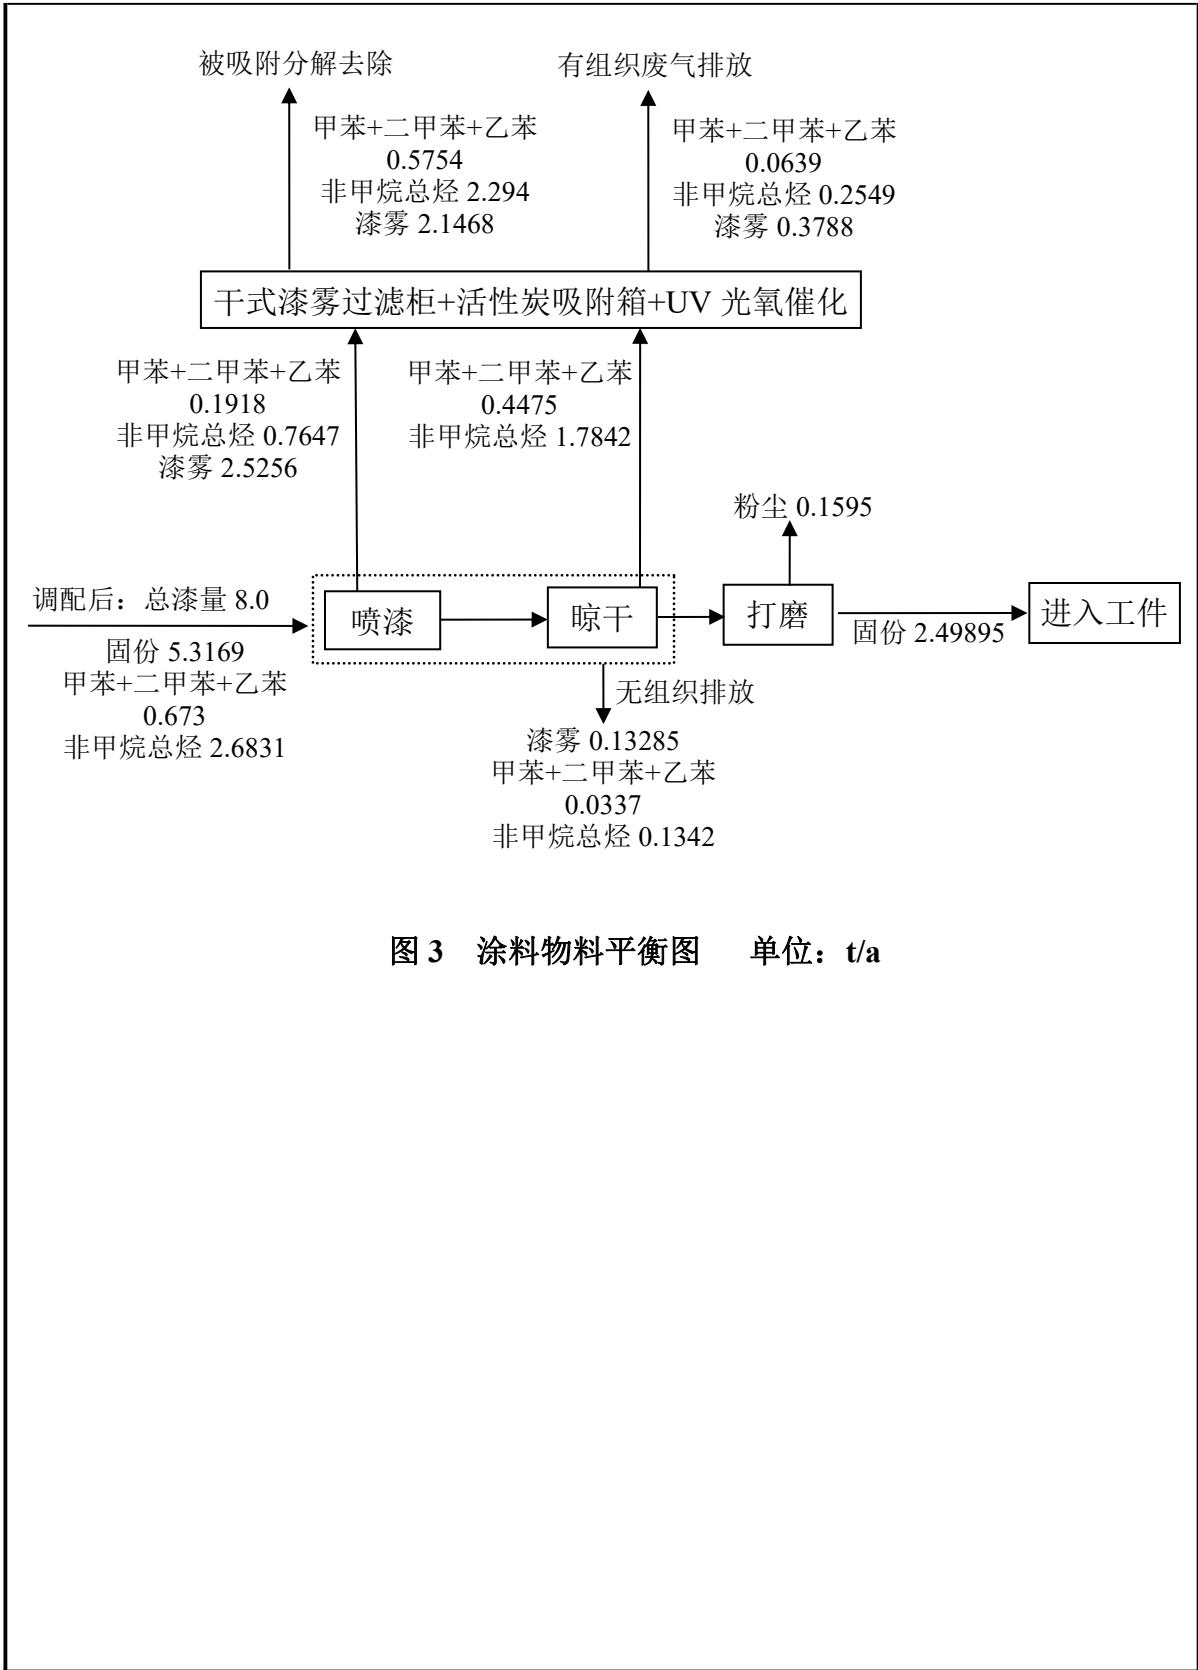 被吸附分解去除
有组织废气排放
甲苯+二甲苯+乙苯
0.5754
非甲烷总烃 2.294
漆雾 2.1468
甲苯+二甲苯+乙苯
0.0639
非甲烷总烃 0.2549
漆雾 0.3788
干式漆雾过滤柜+活性炭吸附箱+UV 光氧催化
甲苯+二甲苯+乙苯
0.1918
非甲烷总烃 0.7647
漆雾 2.5256
甲苯+二甲苯+乙苯
0.4475
非甲烷总烃 1.7842
粉尘 0.1595
调配后：总漆量 8.0
固份 5.3169
甲苯+二甲苯+乙苯
0.673
非甲烷总烃 2.6831
喷漆
晾干
打磨
固份 2.49895
进入工件
无组织排放
漆雾 0.13285
甲苯+二甲苯+乙苯
0.0337
非甲烷总烃 0.1342
图 3 涂料物料平衡图 单位：t/a